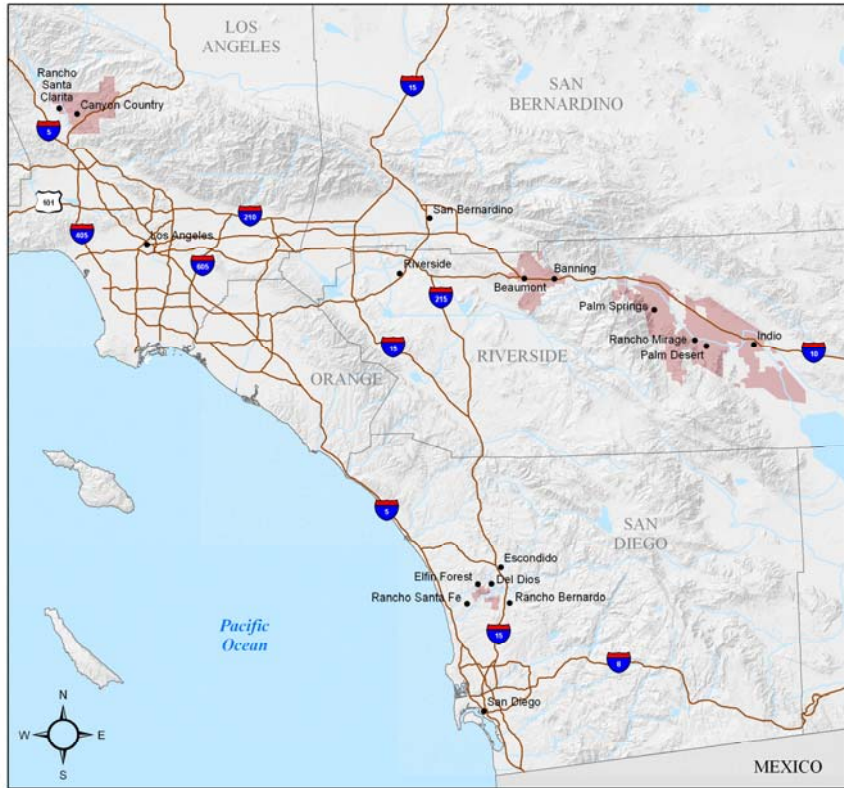 LOS
ANGELES
Rancho
Santa
Clarita
Canyon Country
5
15
SAN
BERNARDINO
101
405
210
Los Angeles
605
San Bernardino
Riverside
215
Beaumont
Banning
Palm Springs
Rancho Mirage
Palm Desert
Indio
10
15
RIVERSIDE
ORANGE
5
SAN
DIEGO
Escondido
Elfin Forest
Del Dios
Rancho Santa Fe
Rancho Bernardo
15
8
Pacific
Ocean
San Diego
N
W
E
S
MEXICO